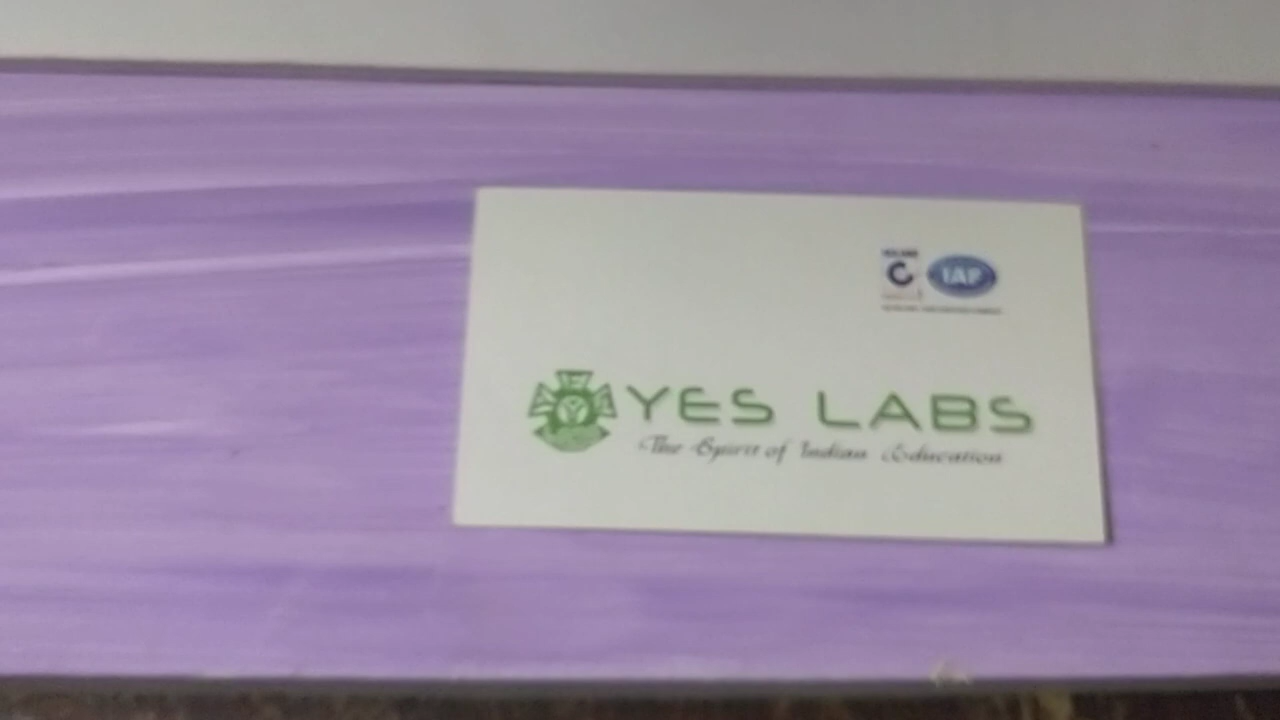 IAF
YES LABS
The Spirit of Indian Education